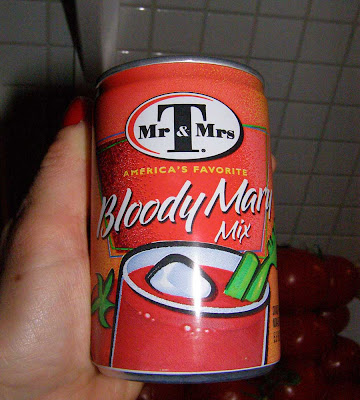 T
Mr & Mrs
AMERICA'S FAVORITE
Bloody Mary
Mix